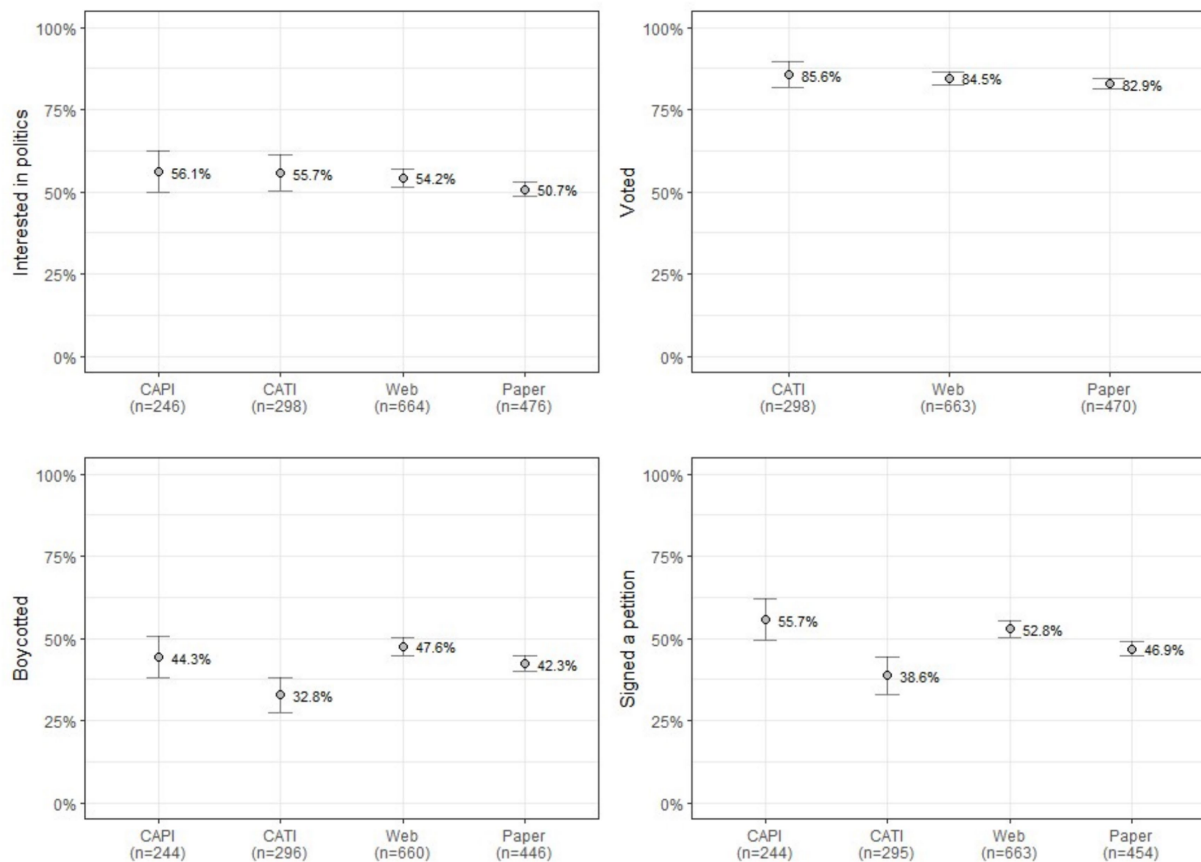 Interested in politics
100%
75%
50%
25%
0%
56.1%
55.7%
54.2%
50.7%
CAPI
(n=246)
CATI
(n=298)
Web
(n=664)
Paper
(n=476)
Voted
100%
75%
50%
25%
0%
85.6%
84.5%
82.9%
CATI
(n=298)
Web
(n=663)
Paper
(n=470)
Boycotted
100%
75%
50%
25%
0%
44.3%
32.8%
47.6%
42.3%
CAPI
(n=244)
CATI
(n=296)
Web
(n=660)
Paper
(n=446)
Signed a petition
100%
75%
50%
25%
0%
55.7%
38.6%
52.8%
46.9%
CAPI
(n=244)
CATI
(n=295)
Web
(n=663)
Paper
(n=454)